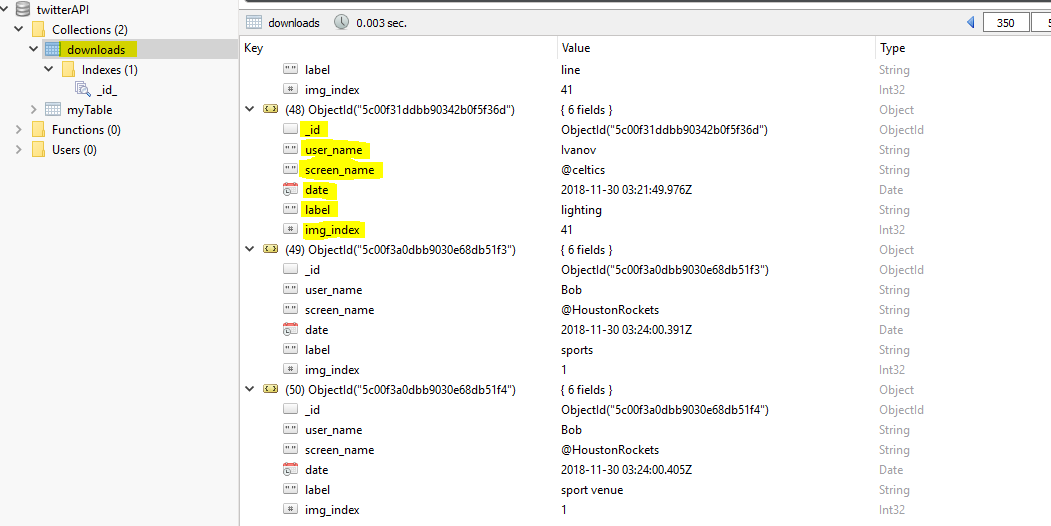 twitterAPI
Collections (2)
downloads
Indexes (1)
_id_
myTable
Functions (0)
Users (0)
downloads 0.003 sec. 350
Key Value Type
" " label line String
# img_index 41 Int32
(48) ObjectId("5c00f31ddbb90342b0f5f36d") { 6 fields } Object
_id ObjectId("5c00f31ddbb90342b0f5f36d") ObjectId
" " user_name Ivanov String
" " screen_name @celtics String
date 2018-11-30 03:21:49.976Z Date
" " label lighting String
# img_index 41 Int32
(49) ObjectId("5c00f3a0dbb9030e68db51f3") { 6 fields } Object
_id ObjectId("5c00f3a0dbb9030e68db51f3") ObjectId
" " user_name Bob String
" " screen_name @HoustonRockets String
date 2018-11-30 03:24:00.391Z Date
" " label sports String
# img_index 1 Int32
(50) ObjectId("5c00f3a0dbb9030e68db51f4") { 6 fields } Object
_id ObjectId("5c00f3a0dbb9030e68db51f4") ObjectId
" " user_name Bob String
" " screen_name @HoustonRockets String
date 2018-11-30 03:24:00.405Z Date
" " label sport venue String
# img_index 1 Int32